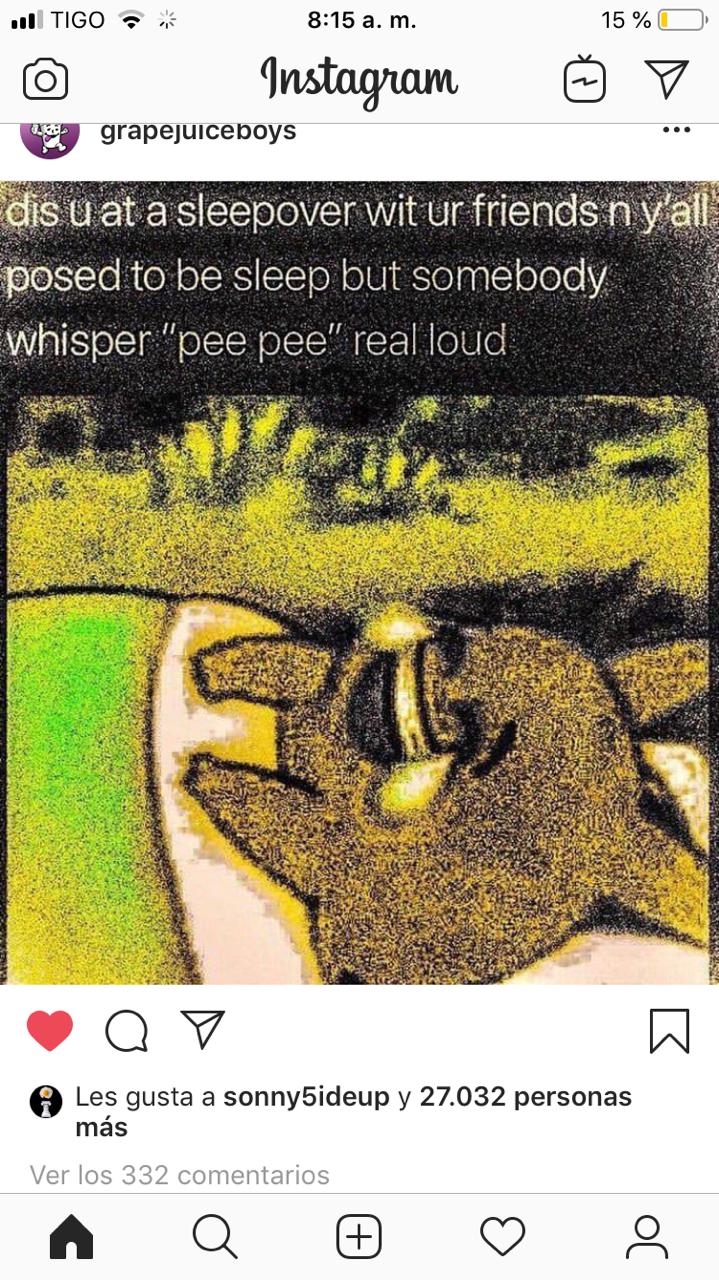 TIGO 8:15 a. m. 15 %
Instagram
grapejuiceboys
dis u at a sleepover wit ur friends n y'all
posed to be sleep but somebody
whisper "pee pee" real loud
Les gusta a sonny5ideup y 27.032 personas
más
Ver los 332 comentarios